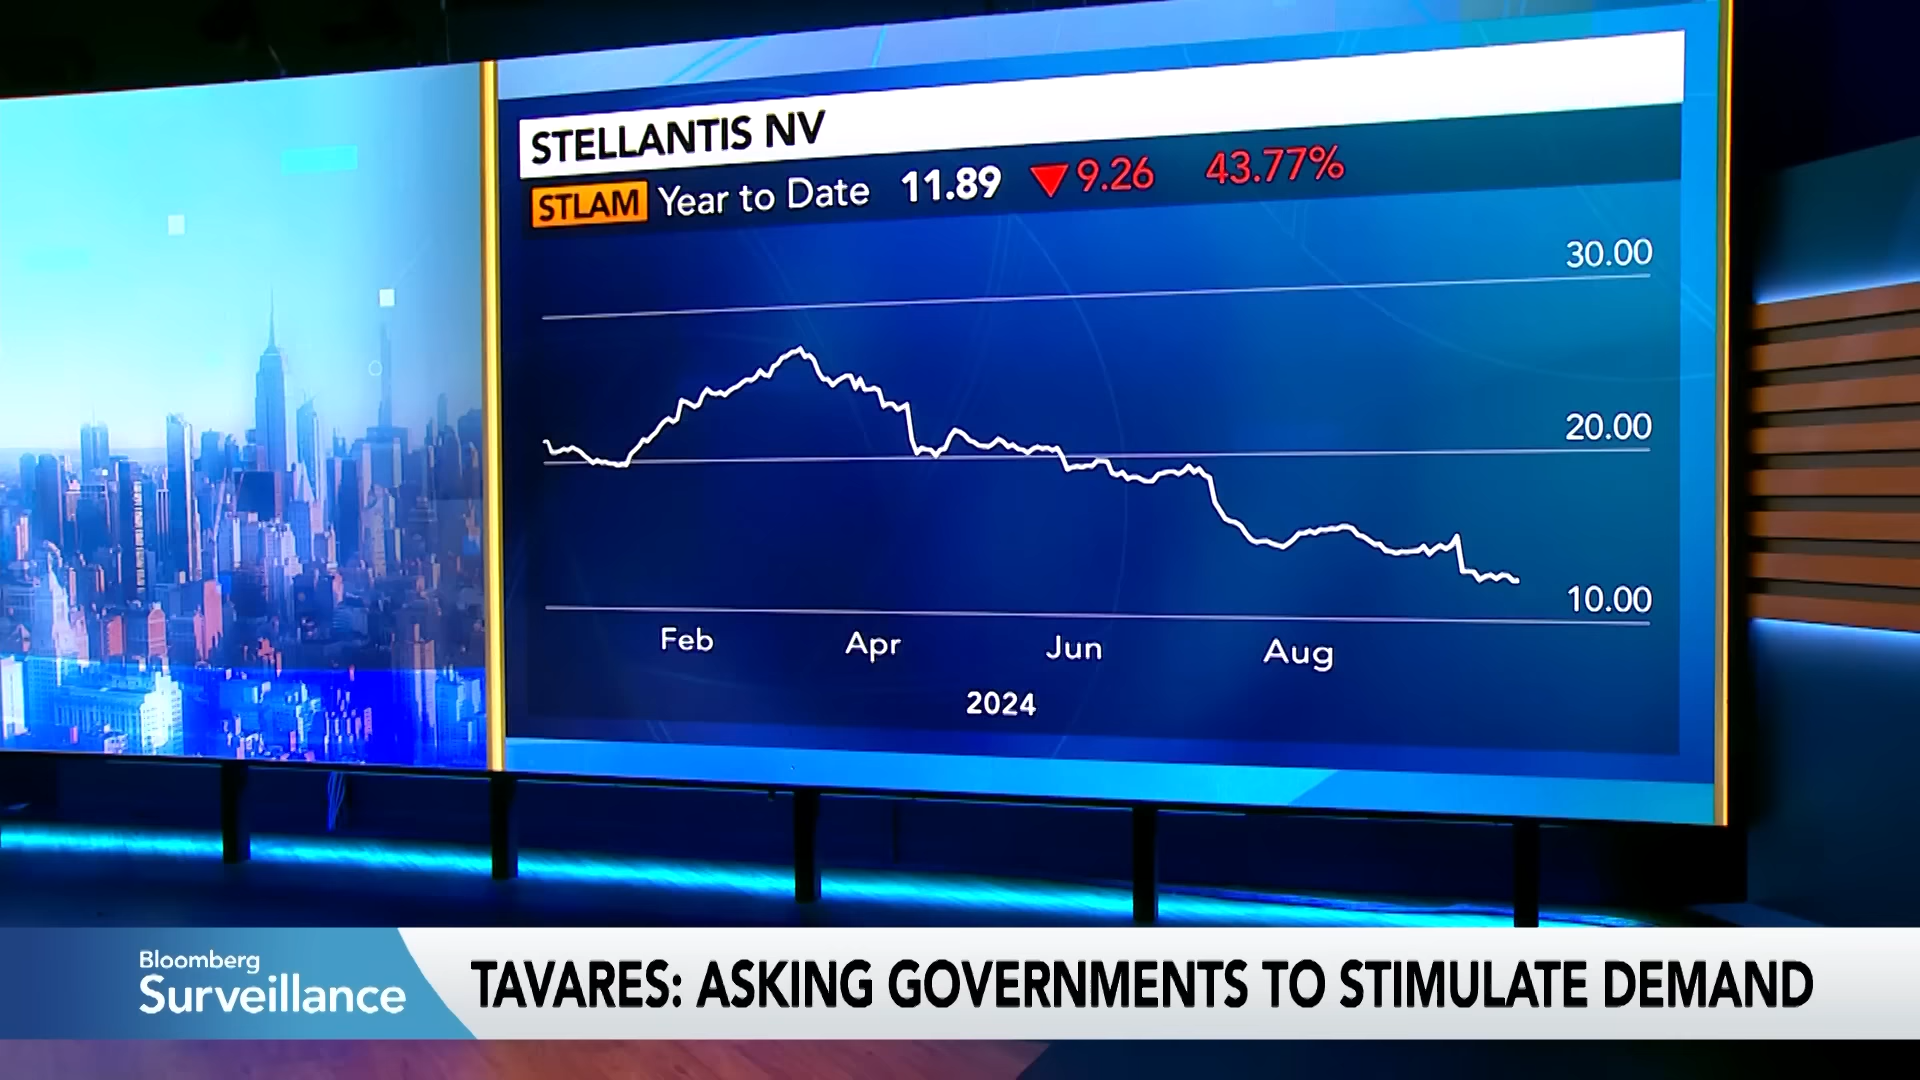 STELLANTIS NV
STLAM Year to Date 11.89 ▼9.26 43.77%
30.00
20.00
10.00
Feb Apr Jun Aug
2024
Bloomberg
Surveillance
TAVARES: ASKING GOVERNMENTS TO STIMULATE DEMAND